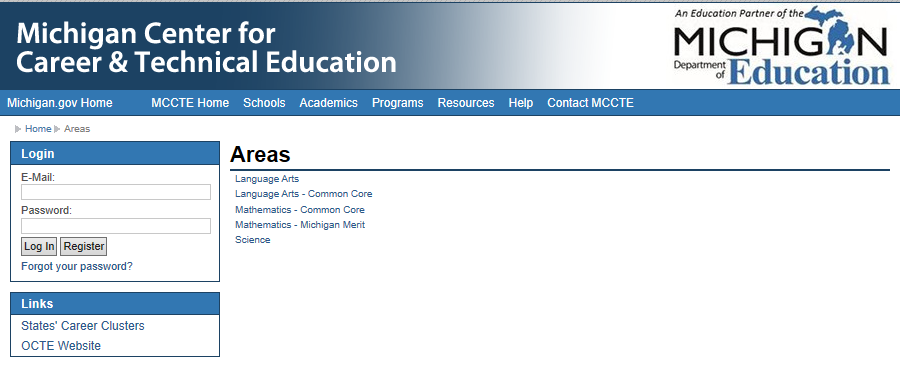 Michigan Center for
Career & Technical Education
An Education Partner of the
MICHIGAN
Department of Education
Michigan.gov Home MCCTE Home Schools Academics Programs Resources Help Contact MCCTE
Home Areas
Login
E-Mail:
Password:
Log In Register
Forgot your password?
Links
States' Career Clusters
OCTE Website
Areas
Language Arts
Language Arts - Common Core
Mathematics - Common Core
Mathematics - Michigan Merit
Science